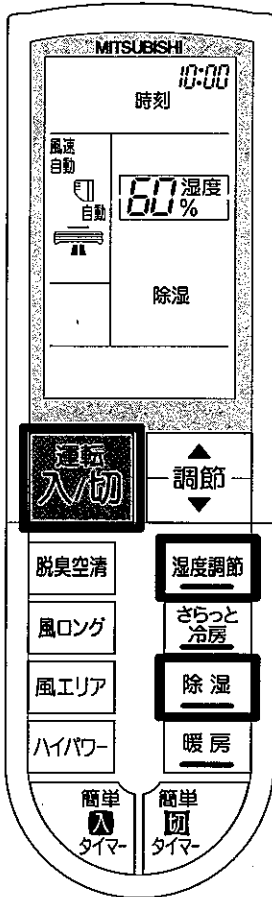 MITSUBISHI
10:00
時刻
風速
自動
自動
60 湿度
%
除湿
運転
入/切
調節
脱臭空清
湿度調節
風ロング
さらっと
冷房
風エリア
除湿
ハイパワー
暖房
簡単
入
タイマー
簡単
切
タイマー